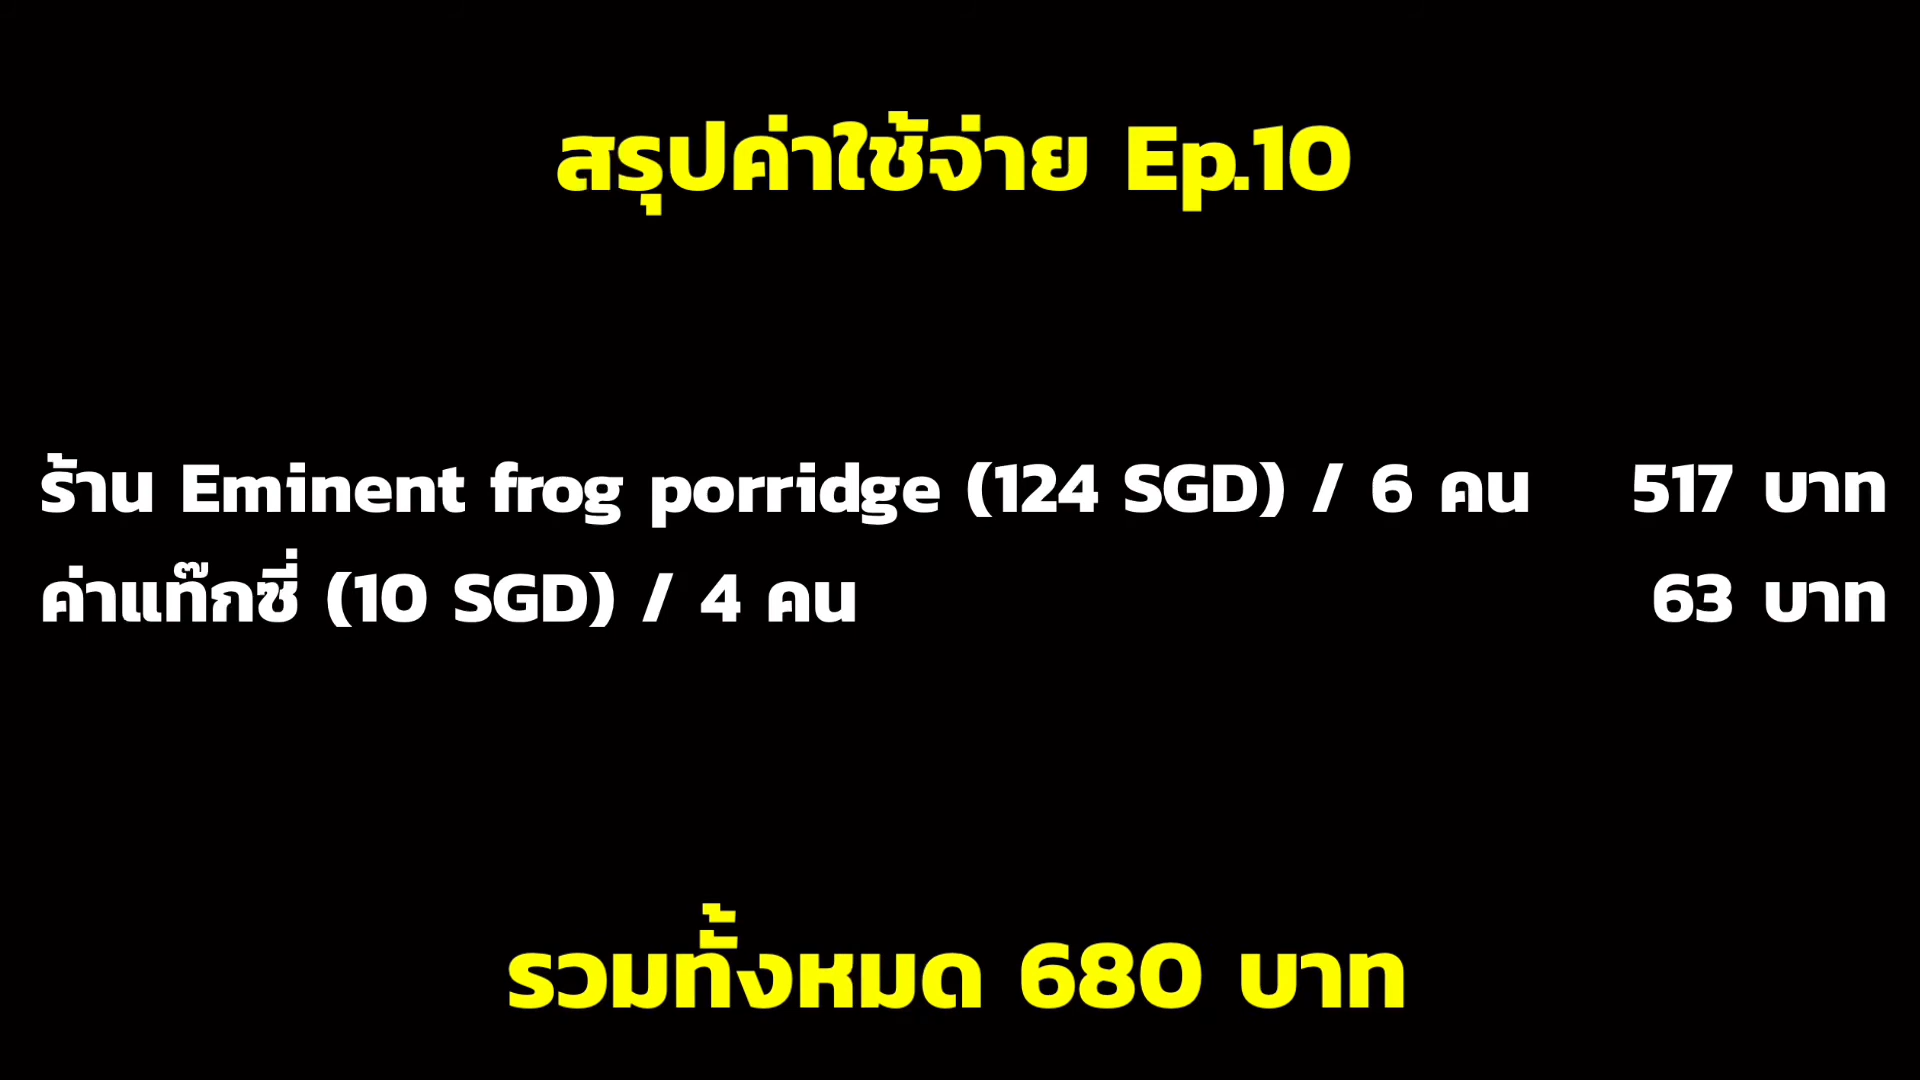 สรุปค่าใช้จ่าย Ep.10
ร้าน Eminent frog porridge (124 SGD) / 6 คน 517 บาท
ค่าแท๊กซี่ (10 SGD) / 4 คน 63 บาท
รวมทั้งหมด 680 บาท